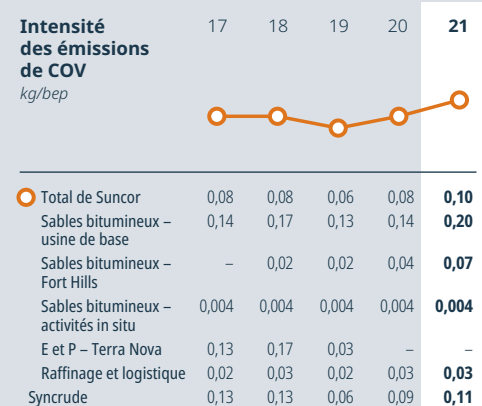 Intensité 17 18 19 20 21
des émissions
de COV
kg/bep
Total de Suncor 0,08 0,08 0,06 0,08 0,10
Sables bitumineux – 0,14 0,17 0,13 0,14 0,20
usine de base
Sables bitumineux – – 0,02 0,02 0,04 0,07
Fort Hills
Sables bitumineux – 0,004 0,004 0,004 0,004 0,004
activités in situ
E et P – Terra Nova 0,13 0,17 0,03 – –
Raffinage et logistique 0,02 0,03 0,02 0,03 0,03
Syncrude 0,13 0,13 0,06 0,09 0,11